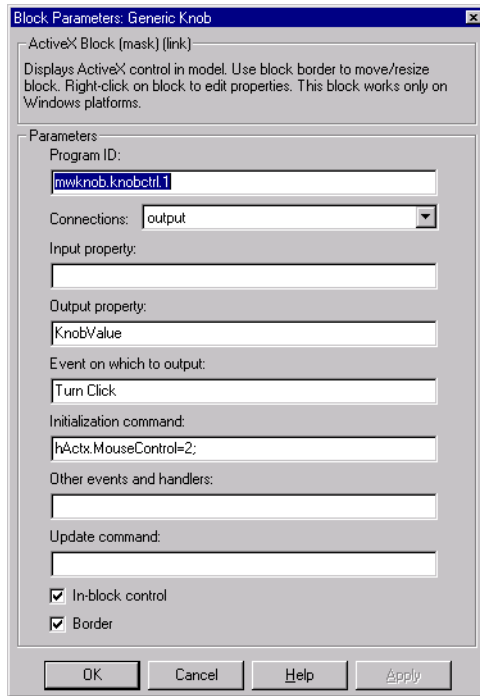 Block Parameters: Generic Knob
ActiveX Block (mask) (link)
Displays ActiveX control in model. Use block border to move/resize
block. Right-click on block to edit properties. This block works only on
Windows platforms.
Parameters
Program ID:
mwknob.knobctrl.1
Connections: output
Input property:
Output property:
KnobValue
Event on which to output:
Turn Click
Initialization command:
hActx.MouseControl=2;
Other events and handlers:
Update command:
In-block control
Border
OK Cancel Help Apply